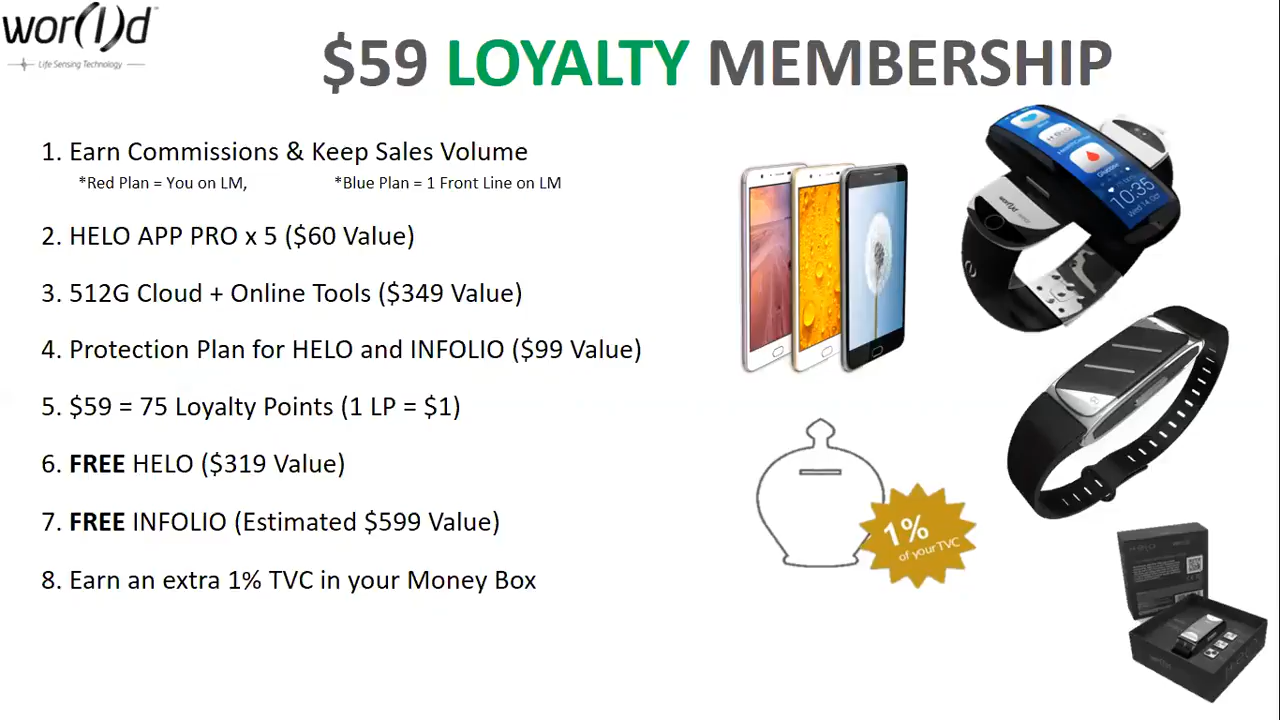 wor(l)d
Life Sensing Technology
$59 LOYALTY MEMBERSHIP
1. Earn Commissions & Keep Sales Volume
*Red Plan = You on LM, *Blue Plan = 1 Front Line on LM
2. HELO APP PRO x 5 ($60 Value)
3. 512G Cloud + Online Tools ($349 Value)
4. Protection Plan for HELO and INFOLIO ($99 Value)
5. $59 = 75 Loyalty Points (1 LP = $1)
6. FREE HELO ($319 Value)
7. FREE INFOLIO (Estimated $599 Value)
8. Earn an extra 1% TVC in your Money Box
10:35
Wed 14, Oct
wor(l)d
1%
of your TVC